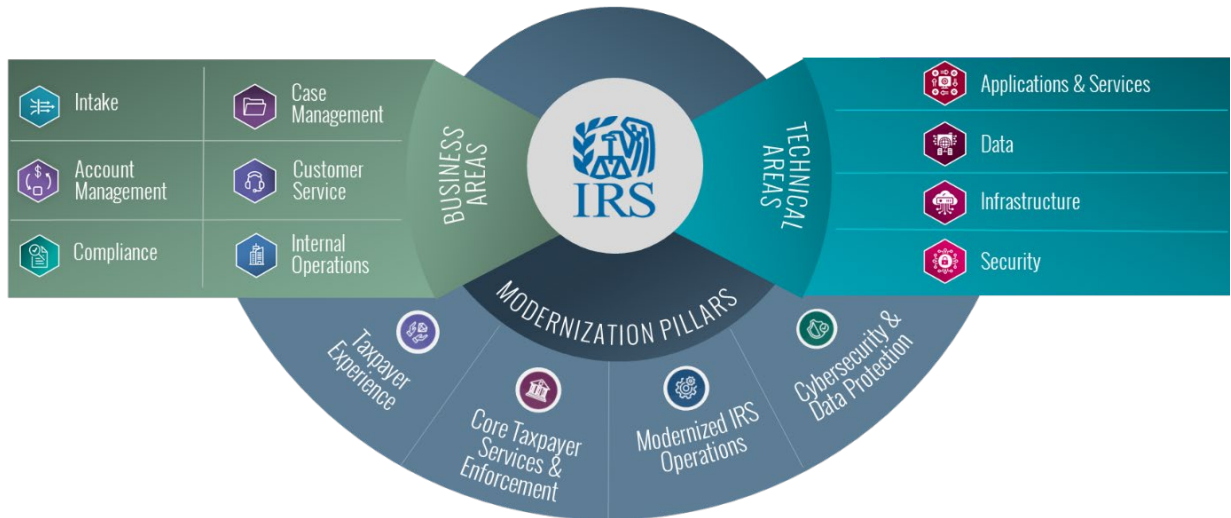 Intake
Case
Management
Account
Management
Customer
Service
Compliance
Internal
Operations
BUSINESS
AREAS
IRS
TECHNICAL
AREAS
Applications & Services
Data
Infrastructure
Security
MODERNIZATION PILLARS
Taxpayer
Experience
Core Taxpayer
Services &
Enforcement
Modernized IRS
Operations
Cybersecurity &
Data Protection